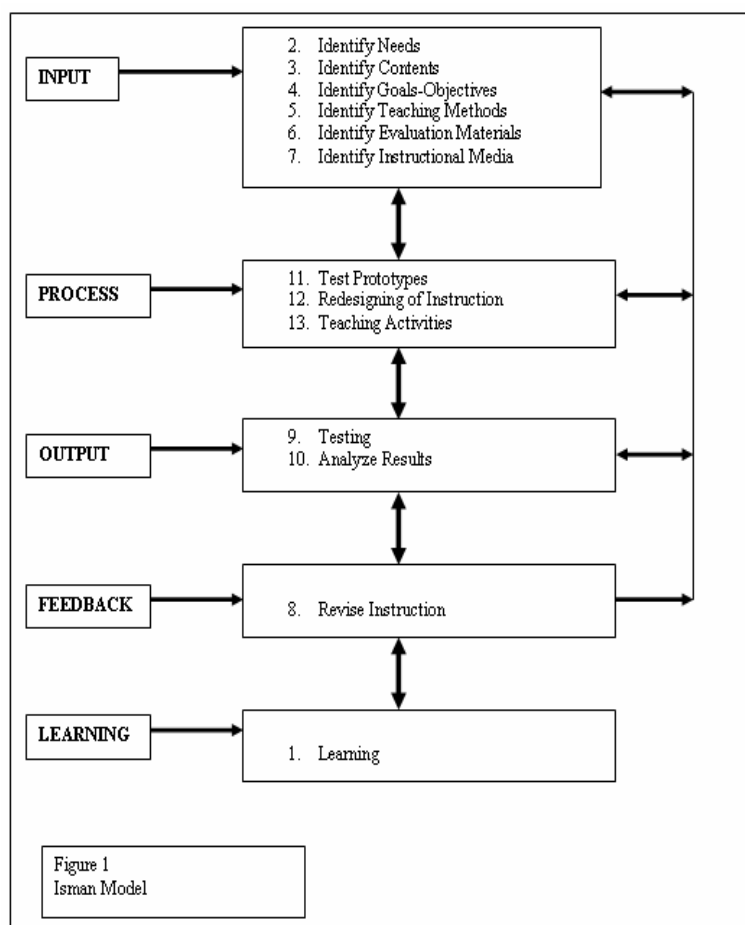 INPUT
2. Identify Needs
3. Identify Contents
4. Identify Goals-Objectives
5. Identify Teaching Methods
6. Identify Evaluation Materials
7. Identify Instructional Media
PROCESS
11. Test Prototypes
12. Redesigning of Instruction
13. Teaching Activities
OUTPUT
9. Testing
10. Analyze Results
FEEDBACK
8. Revise Instruction
LEARNING
1. Learning
Figure 1
Isman Model